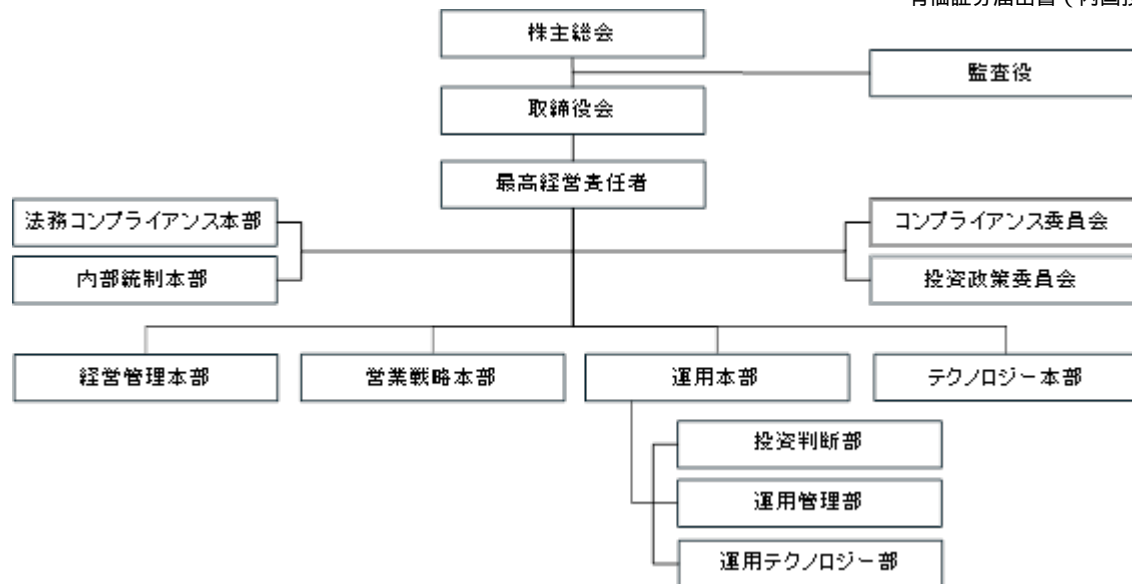 株主総会
監査役
取締役会
最高経営責任者
法務コンプライアンス本部
コンプライアンス委員会
内部統制本部
投資政策委員会
経営管理本部
営業戦略本部
運用本部
テクノロジー本部
投資判断部
運用管理部
運用テクノロジー部